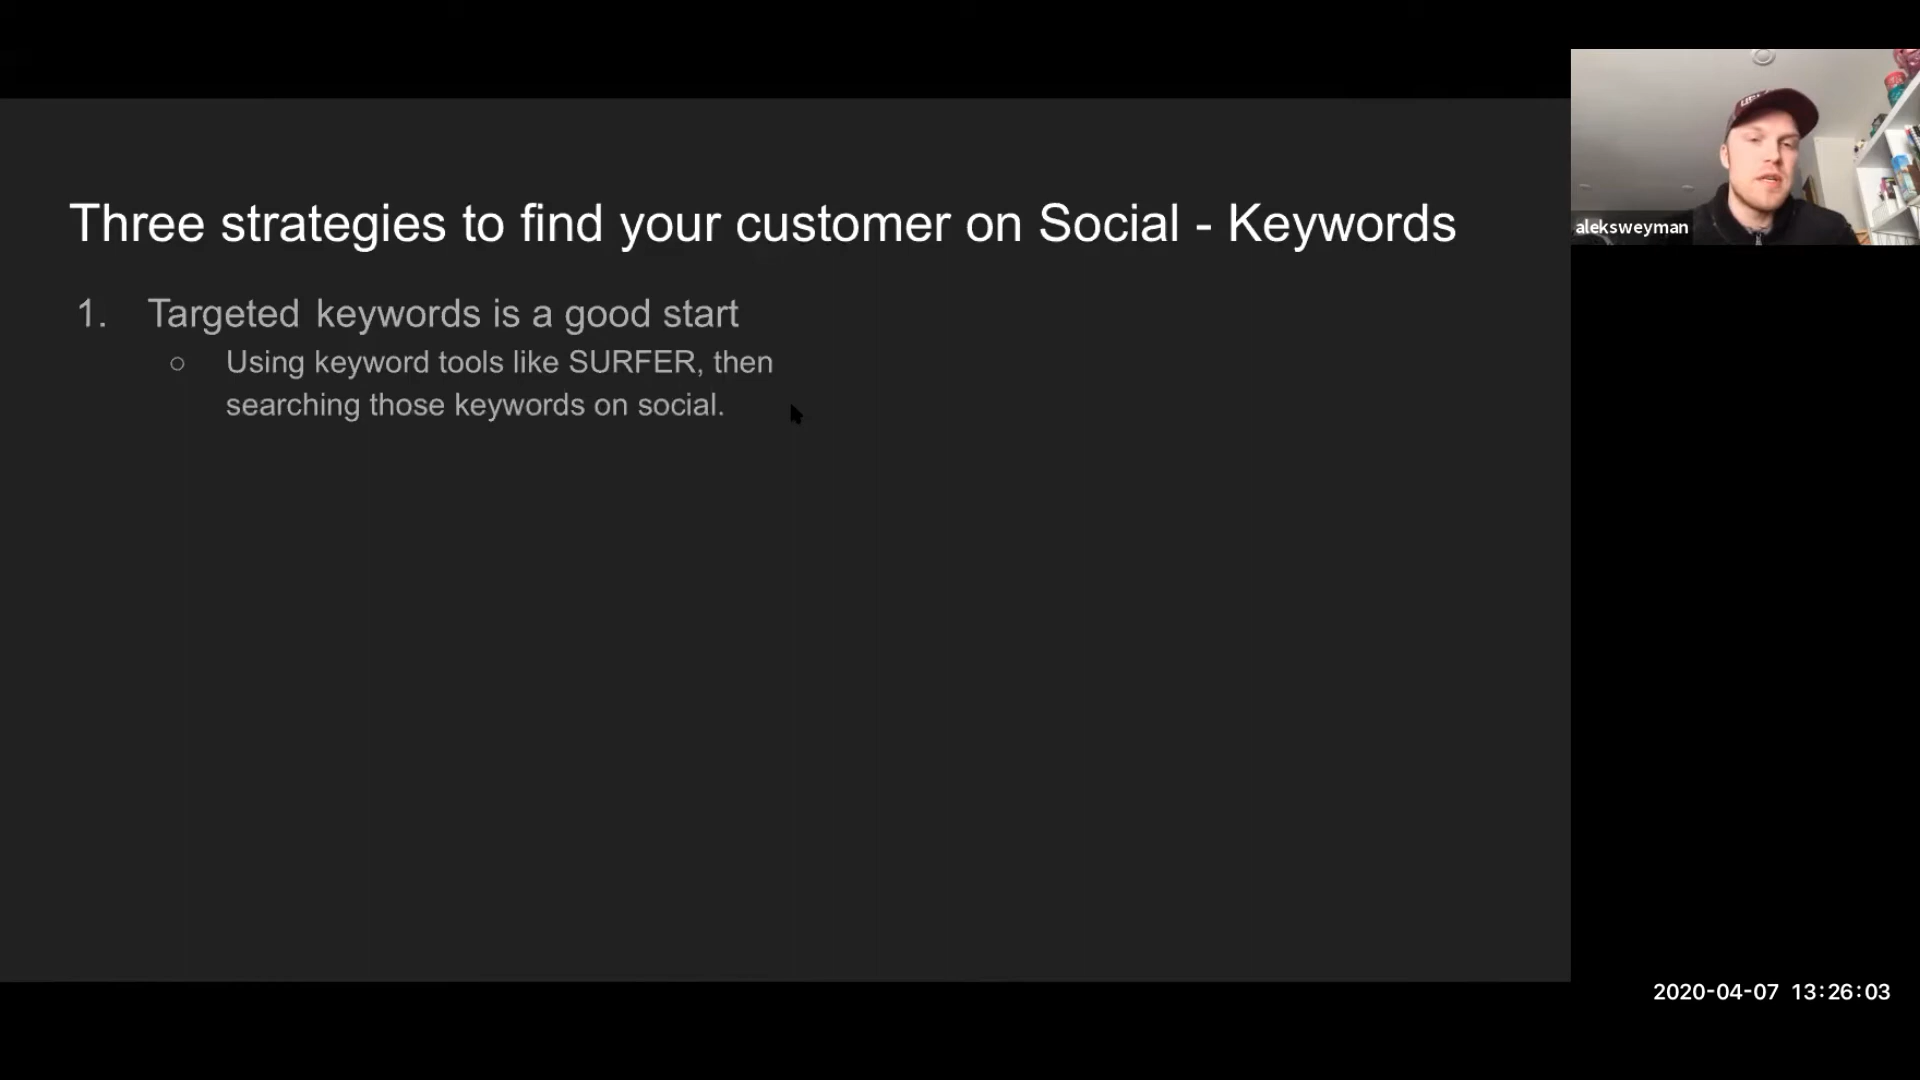 Three strategies to find your customer on Social - Keywords
1. Targeted keywords is a good start
○ Using keyword tools like SURFER, then
searching those keywords on social.
aleksweyman
2020-04-07 13:26:03